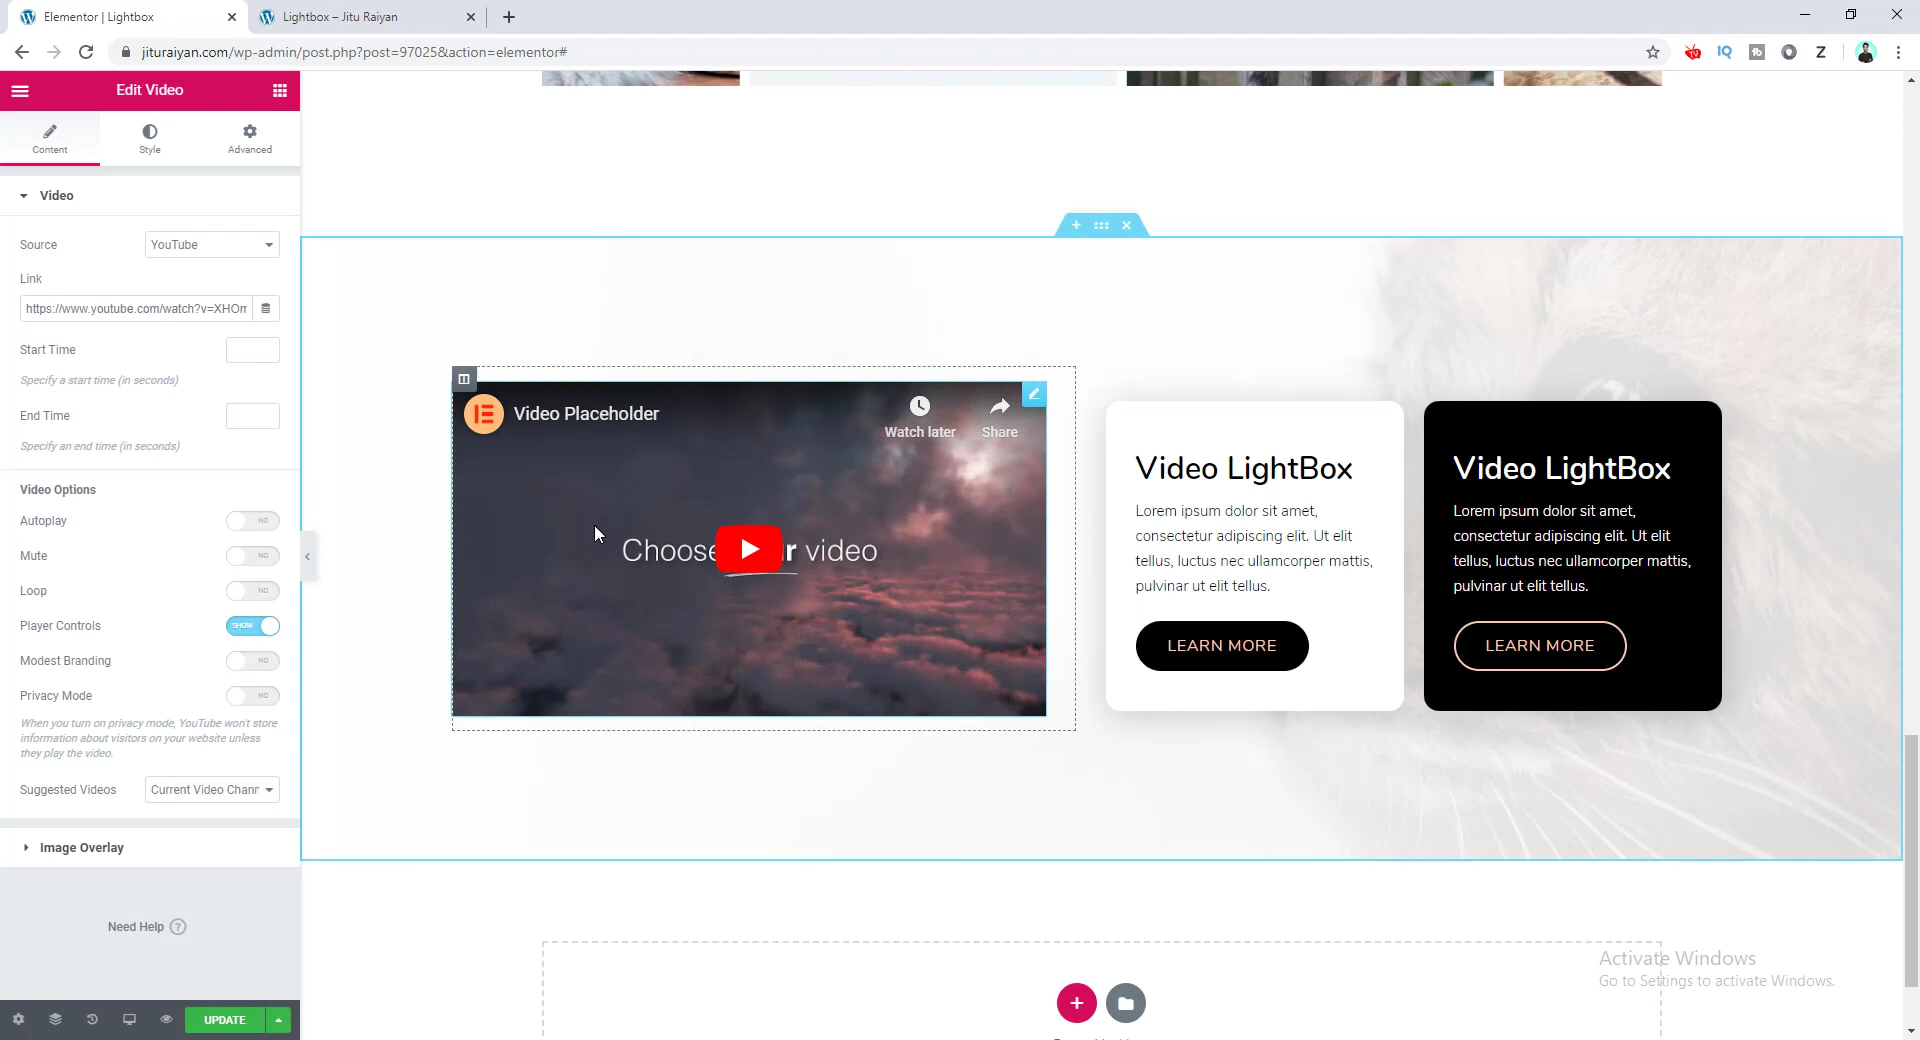 Elementor | Lightbox
Lightbox – Jitu Raiyan
jituraiyan.com/wp-admin/post.php?post=97025&action=elementor#
Edit Video
Content
Style
Advanced
Video
Source
YouTube
Link
https://www.youtube.com/watch?v=XHOm
Start Time
Specify a start time (in seconds)
End Time
Specify an end time (in seconds)
Video Options
Autoplay
NO
Mute
NO
Loop
NO
Player Controls
SHOW
Modest Branding
NO
Privacy Mode
NO
When you turn on privacy mode, YouTube won't store
information about visitors on your website unless
they play the video.
Suggested Videos
Current Video Chann
Image Overlay
Need Help
UPDATE
Video Placeholder
Watch later
Share
Choose r video
Video LightBox
Lorem ipsum dolor sit amet,
consectetur adipiscing elit. Ut elit
tellus, luctus nec ullamcorper mattis,
pulvinar ut elit tellus.
LEARN MORE
Video LightBox
Lorem ipsum dolor sit amet,
consectetur adipiscing elit. Ut elit
tellus, luctus nec ullamcorper mattis,
pulvinar ut elit tellus.
LEARN MORE
Activate Windows
Go to Settings to activate Windows.